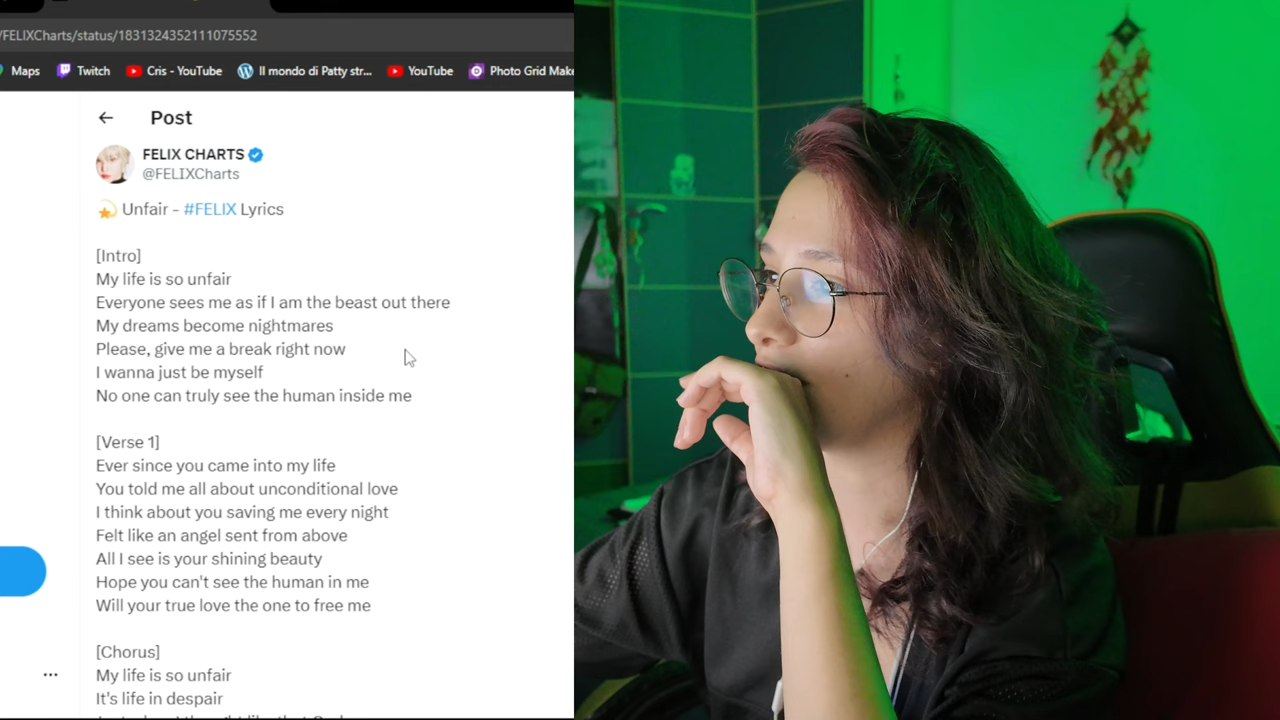 /FELIXCharts/status/1831324352111075552
Maps Twitch Cris - YouTube Il mondo di Patty str... YouTube Photo Grid Make
Post
FELIX CHARTS
@FELIXCharts
Unfair - #FELIX Lyrics
[Intro]
My life is so unfair
Everyone sees me as if I am the beast out there
My dreams become nightmares
Please, give me a break right now
I wanna just be myself
No one can truly see the human inside me
[Verse 1]
Ever since you came into my life
You told me all about unconditional love
I think about you saving me every night
Felt like an angel sent from above
All I see is your shining beauty
Hope you can't see the human in me
Will your true love the one to free me
[Chorus]
My life is so unfair
It's life in despair